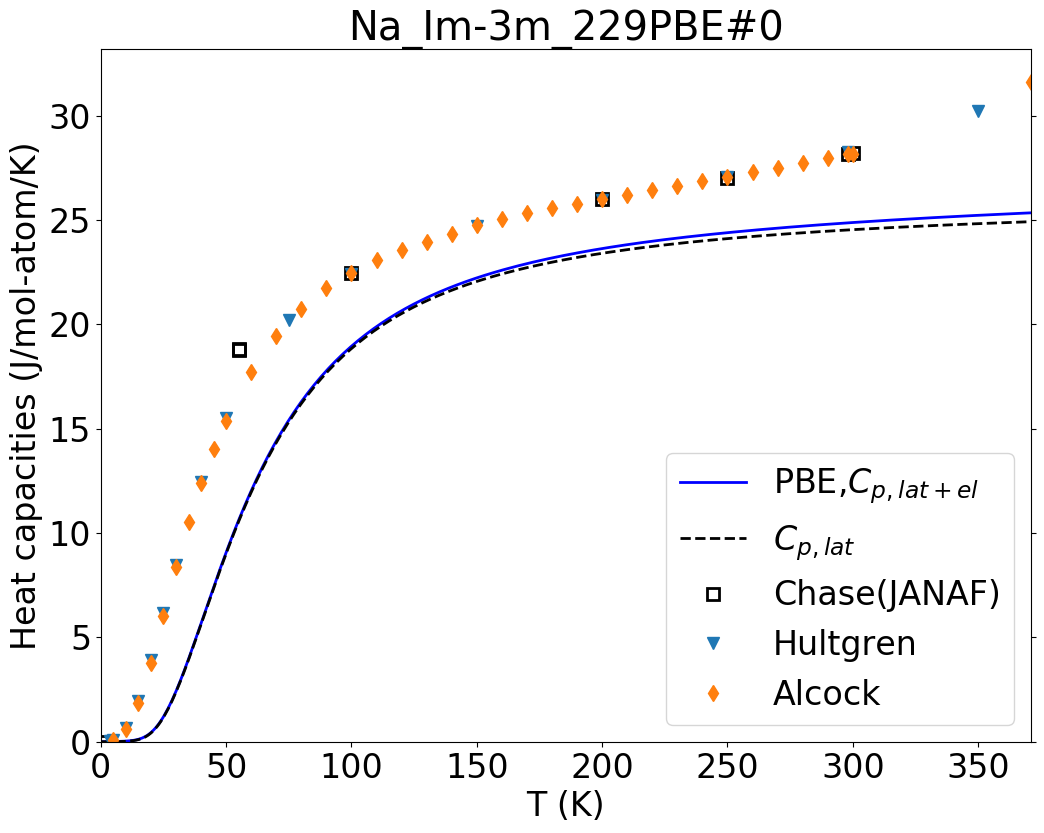 Na_Im-3m_229PBE#0
Heat capacities (J/mol-atom/K)
30
25
20
15
10
5
0
0 50 100 150 200 250 300 350
T (K)
PBE,C_{p,lat+el}
C_{p,lat}
Chase(JANAF)
Hultgren
Alcock